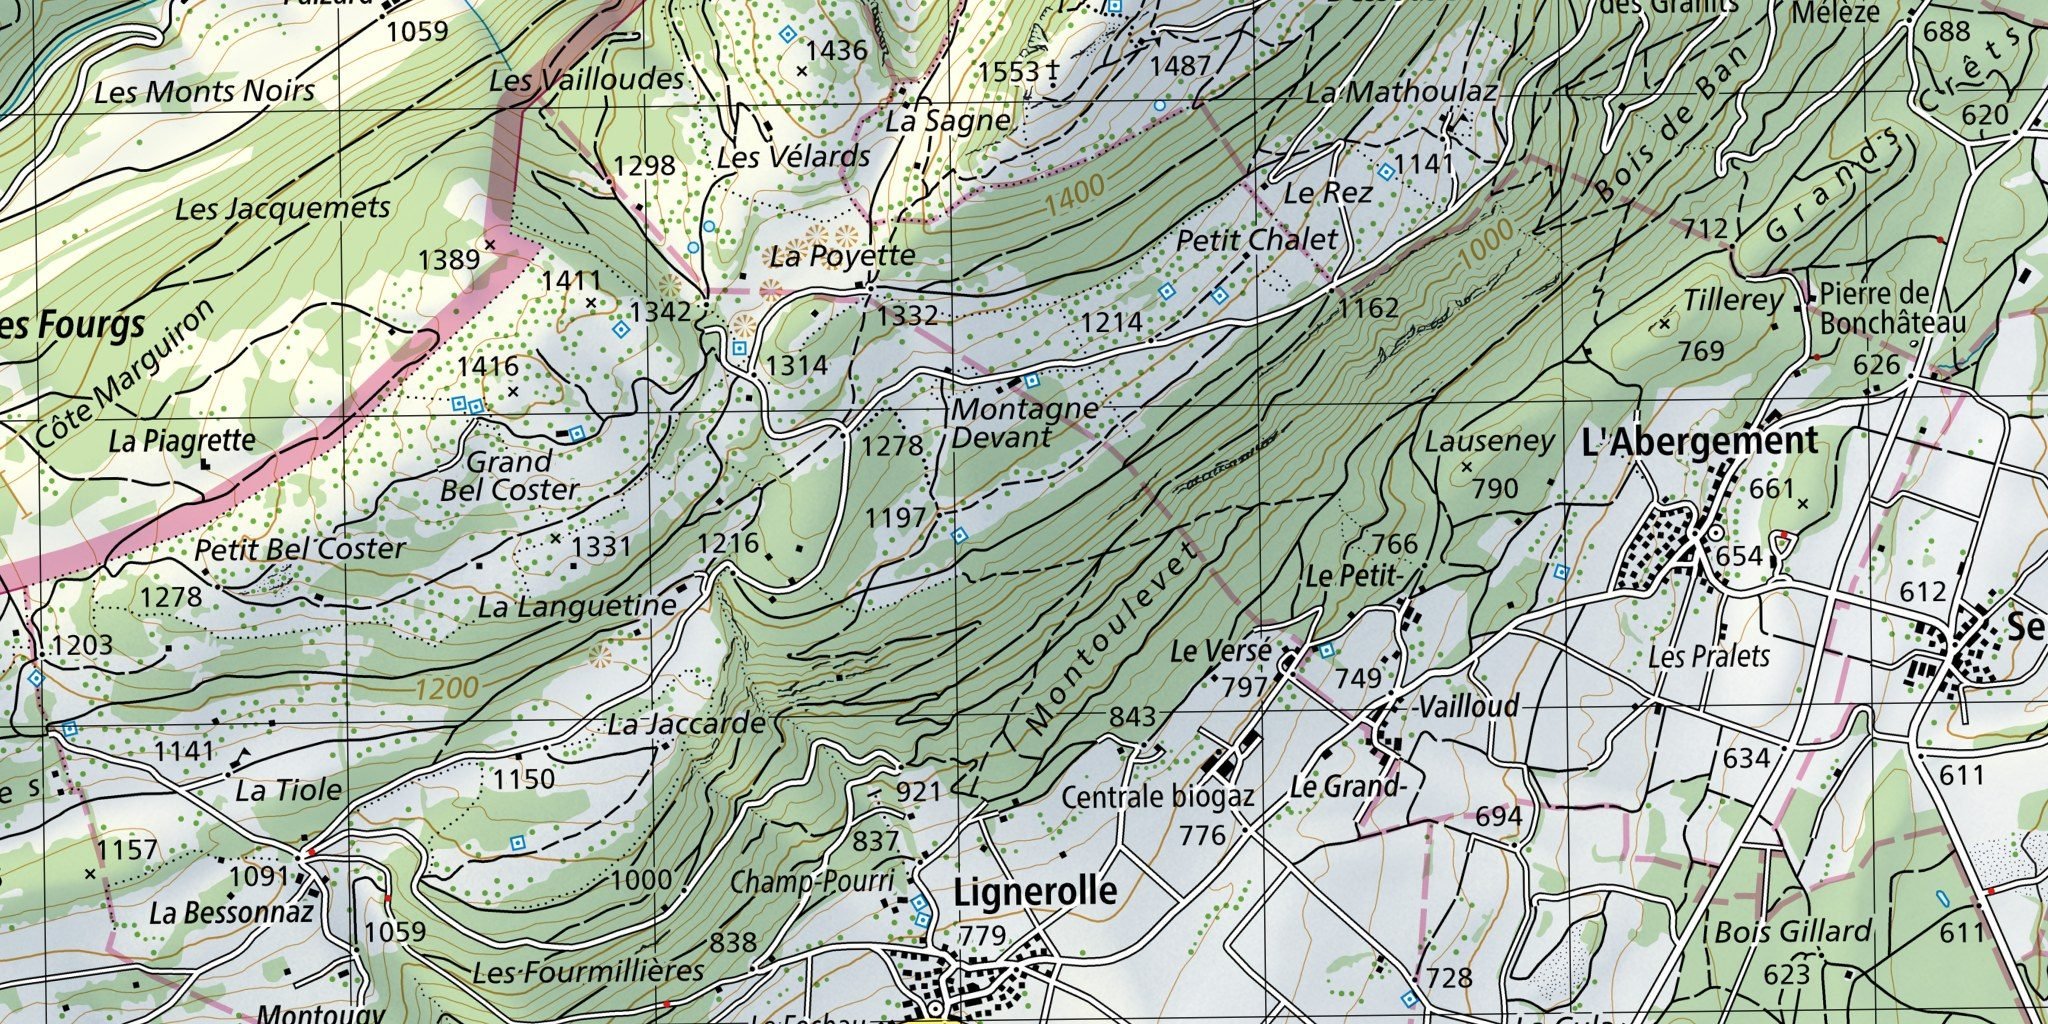 1059
Les Monts Noirs
Les Vailloudes
1436
1553
1487
La Mathoulaz
des Granits
Mélèze
688
Crêts
Bois de Ban
La Sagne
620
Les Jacquemets
1298
Les Vélards
1400
Le Rez
1141
Grands
712
1389
1411
La Poyette
Petit Chalet
1000
1342
1332
1214
1162
Tillerey
769
Pierre de
Bonchâteau
626
es Fourgs
Côte Marguiron
1416
1314
La Piagrette
Grand
Bel Coster
Montagne
Devant
1278
Lauseney
790
L'Abergement
661
Petit Bel Coster
1331
1216
1197
1278
La Languetine
Montoulevet
766
Le Petit-
654
612
Se
1203
1200
Le Versé
797
749
-Vailloud
Les Pralets
La Jaccarde
843
634
611
1141
La Tiole
1150
921
Centrale biogaz
776
Le Grand-
694
e s
1157
1091
La Bessonnaz
1059
1000
837
Champ-Pourri
Lignerolle
779
Bois Gillard
623
611
838
Les Fourmillières
728
Montougy